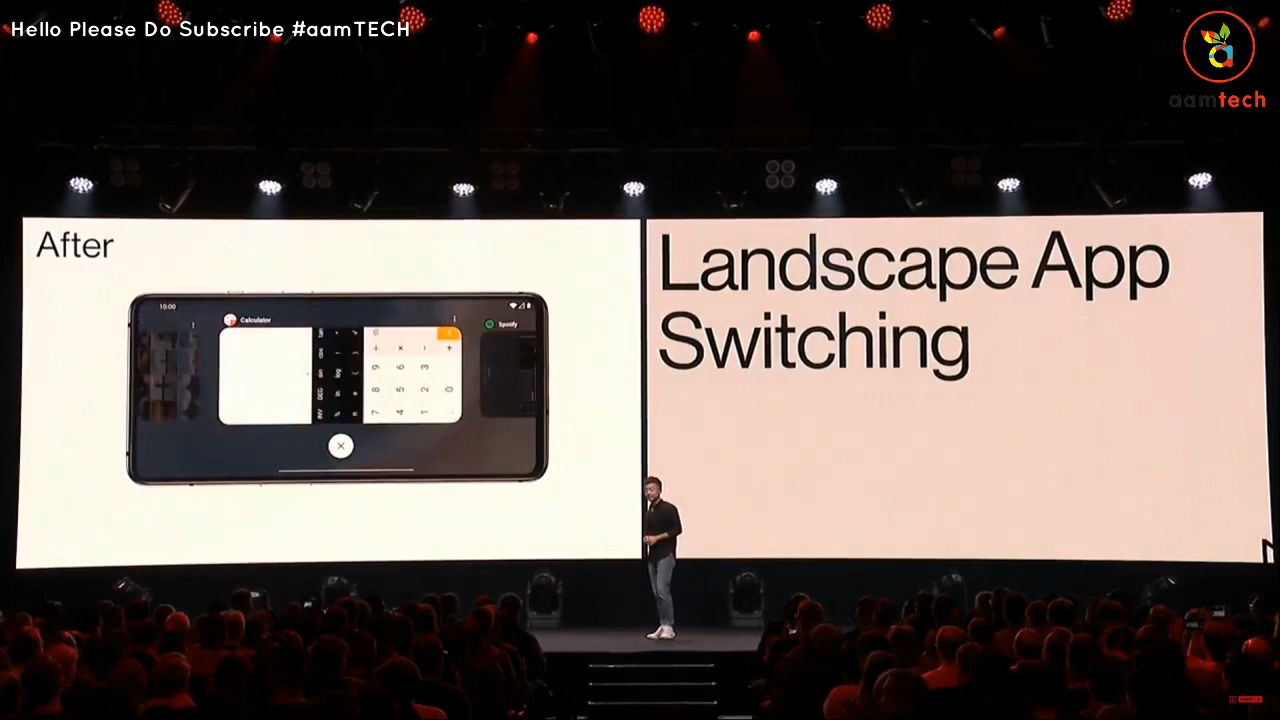 Hello Please Do Subscribe #aamTECH
aamtech
After
Landscape App
Switching
10:00
Calculator
Spotify